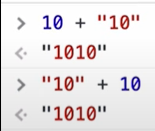 > 10 + "10"
<· "1010"
> "10" + 10
<· "1010"